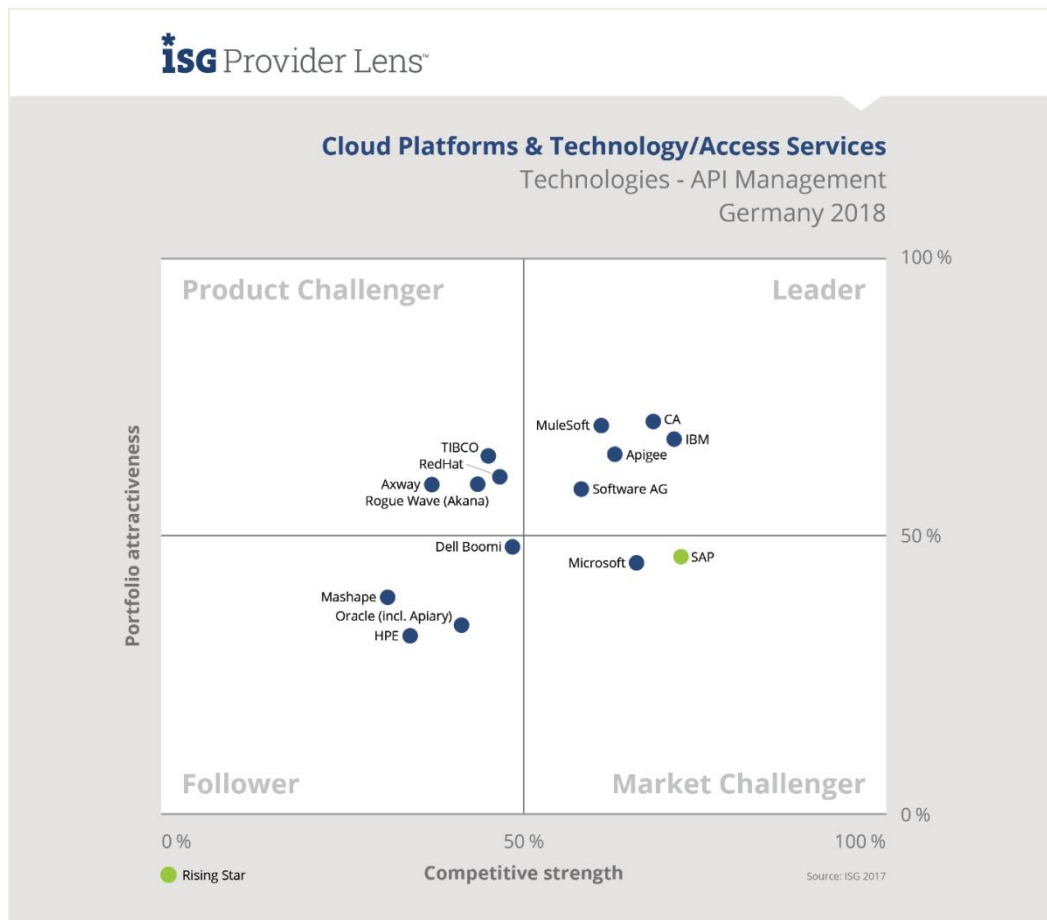 ISG Provider Lens™
Cloud Platforms & Technology/Access Services
Technologies - API Management
Germany 2018
100 %
Product Challenger
Leader
MuleSoft
CA
IBM
TIBCO
RedHat
Apigee
Axway
Rogue Wave (Akana)
Software AG
50 %
Dell Boomi
Microsoft
SAP
Mashape
Oracle (incl. Apiary)
HPE
Portfolio attractiveness
Follower
Market Challenger
0 %
0 %
50 %
100 %
Rising Star
Competitive strength
Source: ISG 2017